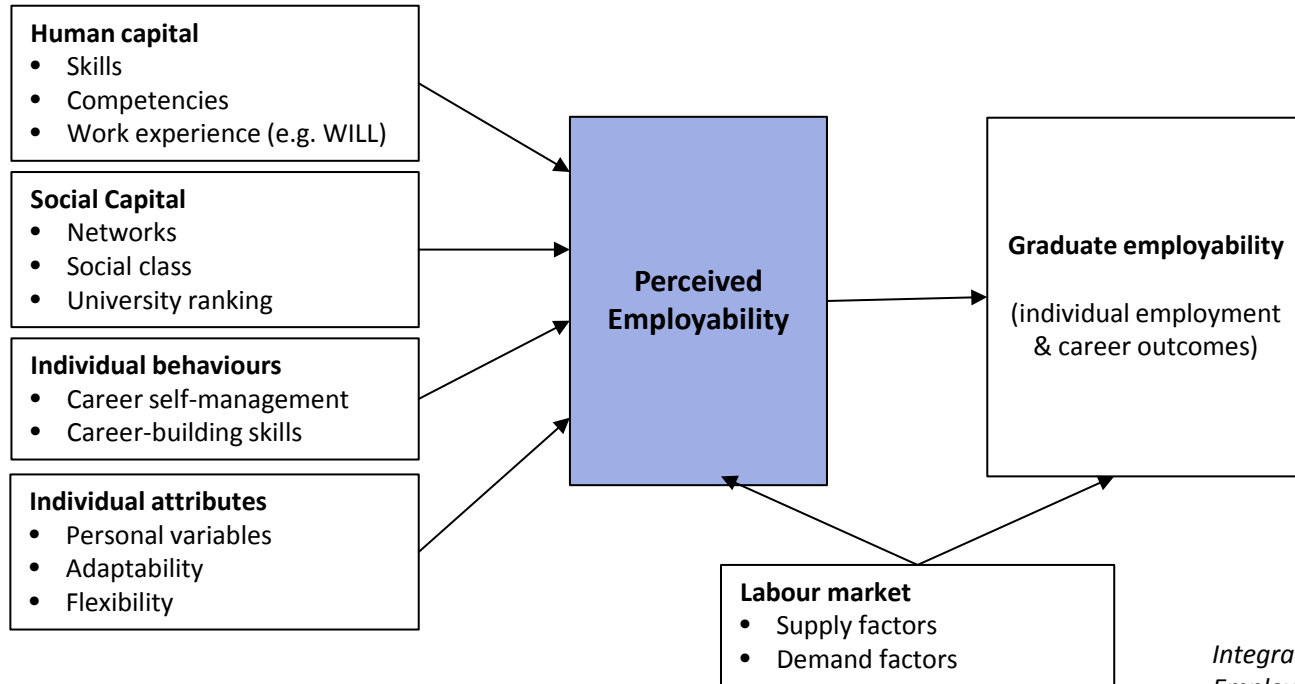 Human capital
• Skills
• Competencies
• Work experience (e.g. WILL)
Social Capital
• Networks
• Social class
• University ranking
Individual behaviours
• Career self-management
• Career-building skills
Individual attributes
• Personal variables
• Adaptability
• Flexibility
Perceived
Employability
Graduate employability
(individual employment
& career outcomes)
Labour market
• Supply factors
• Demand factors